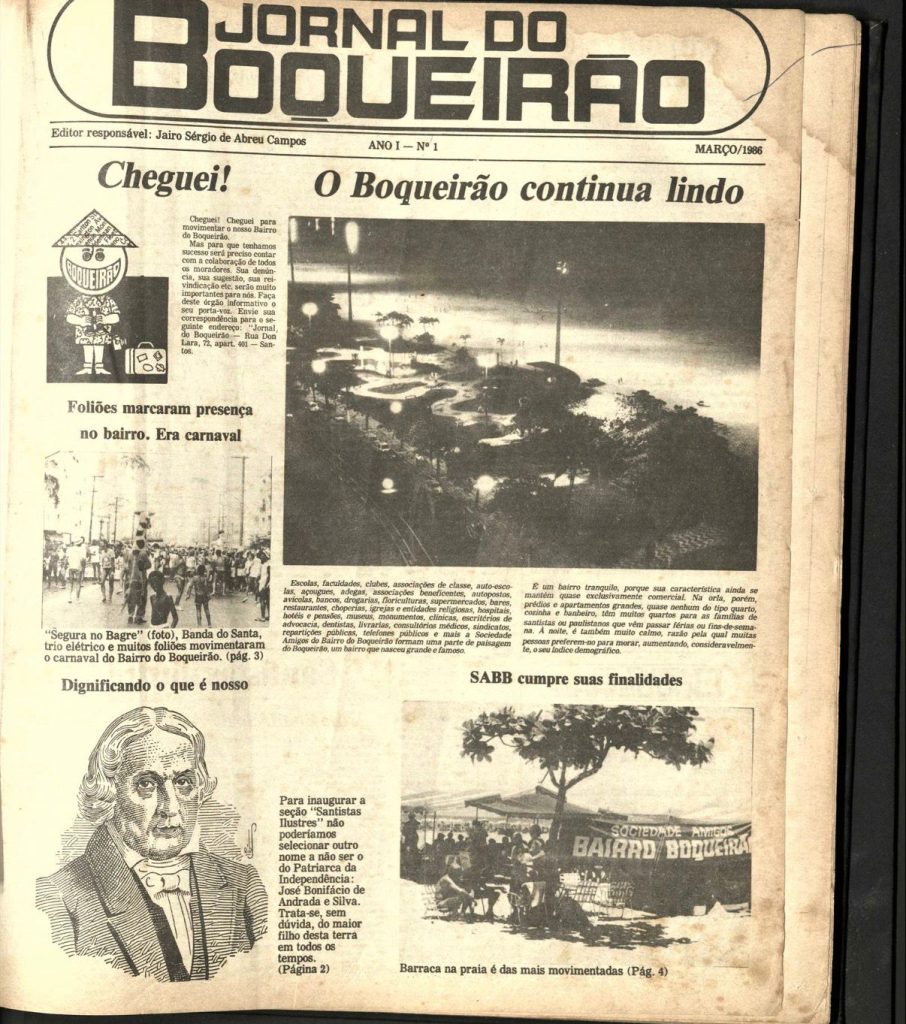 JORNAL DO
BOQUEIRÃO
Editor responsável: Jairo Sérgio de Abreu Campos
ANO I — Nº 1
MARÇO/1986
Cheguei!
BOQUEIRÃO
Cheguei! Cheguei para
movimentar o nosso Bairro
do Boqueirão.
Mas para que tenhamos
sucesso será preciso contar
com a colaboração de todos
os moradores. Sua denún-
cia, sua sugestão, sua rei-
vindicação etc. serão muito
importantes para nós. Faça
deste órgão informativo o
seu porta-voz. Envie sua
correspondência para o se-
guinte endereço: "Jornal,
do Boqueirão — Rua Don
Lara, 72, apart. 401 — San-
tos.
O Boqueirão continua lindo
Escolas, faculdades, clubes, associações de classe, auto-esco-
las, açougues, adegas, associações beneficentes, autopostos,
avícolas, bancos, drogarias, floriculturas, supermercados, bares,
restaurantes, choperias, igrejas e entidades religiosas, hospitais,
hotéis e pensões, museus, monumentos, clínicas, escritórios de
advocacia, dentistas, livrarias, consultórios médicos, sindicatos,
repartições públicas, telefones públicos e mais a Sociedade
Amigos do Bairro do Boqueirão formam uma parte de paisagem
do Boqueirão, um bairro que nasceu grande e famoso.
É um bairro tranquilo, porque sua característica ainda se
mantém quase exclusivamente comercial. Na orla, porém,
prédios e apartamentos grandes, quase nenhum do tipo quarto,
cozinha e banheiro, têm muitos quartos para as famílias de
santistas ou paulistanos que vêm passar férias ou fins-de-sema-
na. À noite, é também muito calmo, razão pela qual muitas
pessoas preferem-no para morar, aumentando, consideravelmen-
te, o seu índice demográfico.
Foliões marcaram presença
no bairro. Era carnaval
"Segura no Bagre" (foto), Banda do Santa,
trio elétrico e muitos foliões movimentaram
o carnaval do Bairro do Boqueirão. (pág. 3)
Dignificando o que é nosso
Para inaugurar a
seção "Santistas
Ilustres" não
poderíamos
selecionar outro
nome a não ser o
do Patriarca da
Independência:
José Bonifácio de
Andrada e Silva.
Trata-se, sem
dúvida, do maior
filho desta terra
em todos os
tempos.
(Página 2)
SABB cumpre suas finalidades
SOCIEDADE AMIGOS
BAIRRO BOQUEIRÃ
Barraca na praia é das mais movimentadas (Pág. 4)